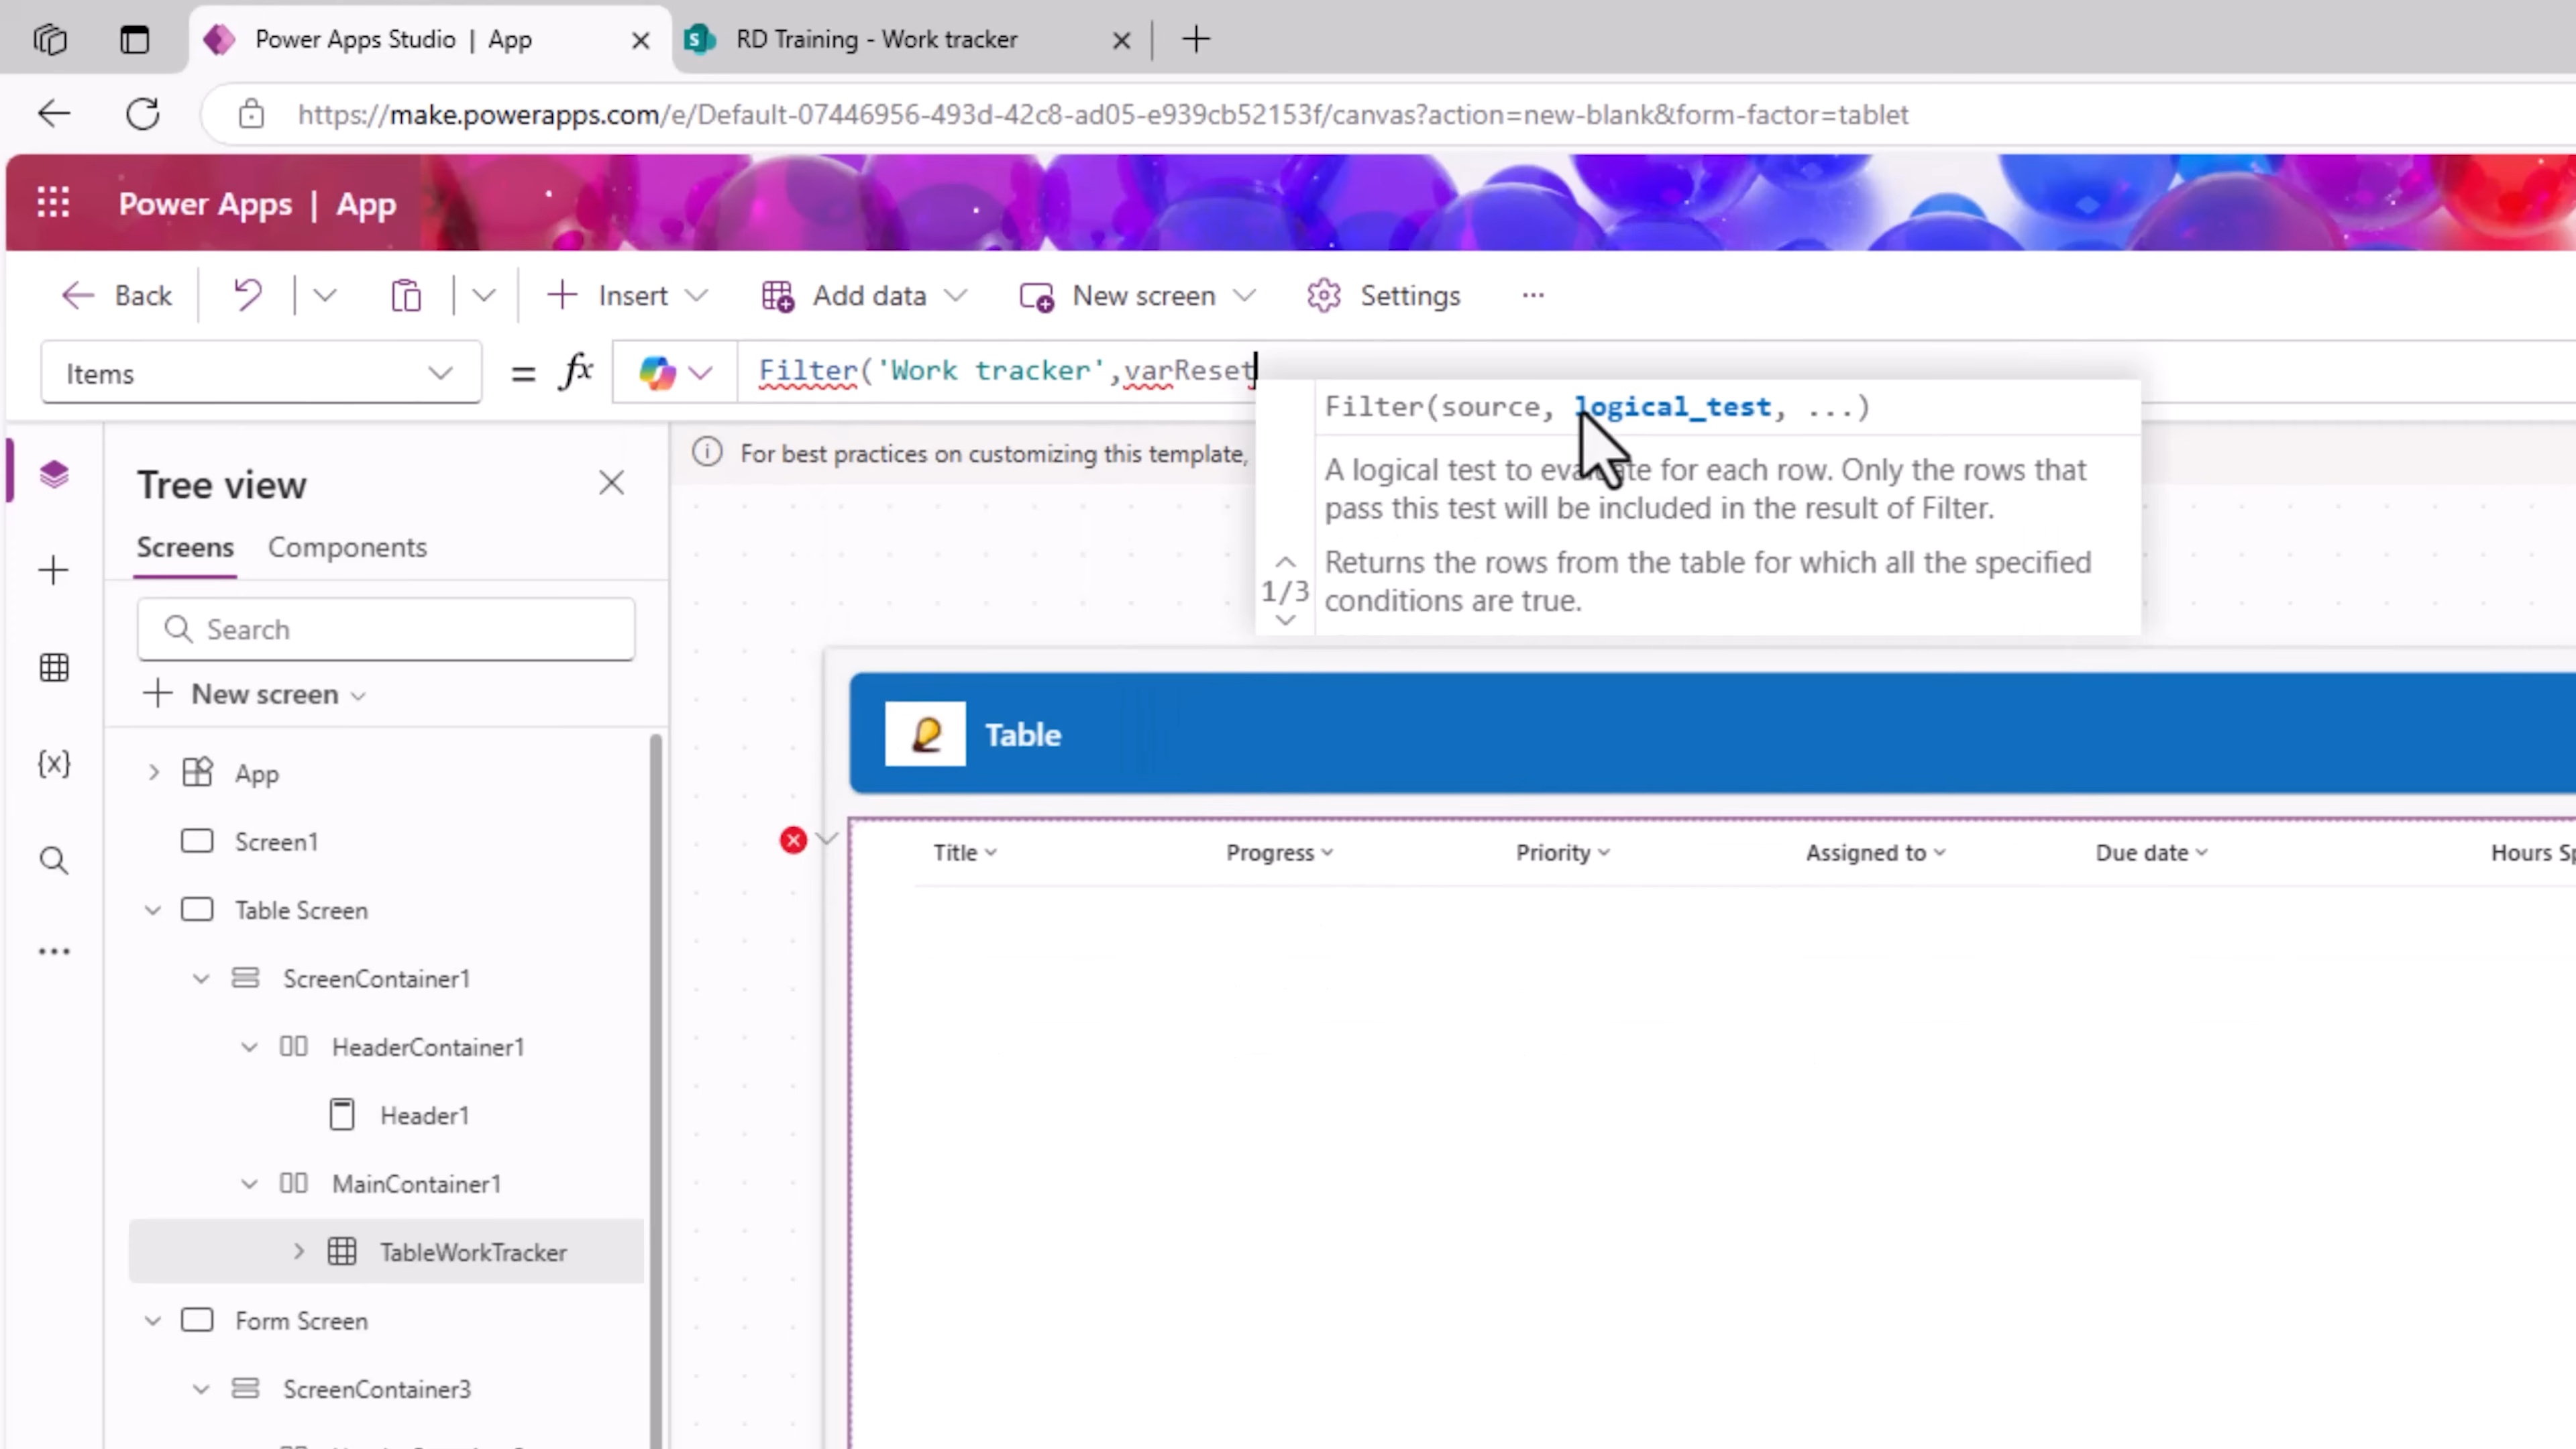 Power Apps Studio | App
RD Training - Work tracker
https://make.powerapps.com/e/Default-07446956-493d-42c8-ad05-e939cb52153f/canvas?action=new-blank&form-factor=tablet
Power Apps | App
Back
Insert
Add data
New screen
Settings
...
Items
= fx
Filter('Work tracker',varReset
Filter(source, logical_test, ...)
A logical test to evaluate for each row. Only the rows that
pass this test will be included in the result of Filter.
1/3
Returns the rows from the table for which all the specified
conditions are true.
For best practices on customizing this template,
Tree view
Screens
Components
Search
New screen
App
Screen1
Table Screen
ScreenContainer1
HeaderContainer1
Header1
MainContainer1
TableWorkTracker
Form Screen
ScreenContainer3
Table
Title
Progress
Priority
Assigned to
Due date
Hours Sp